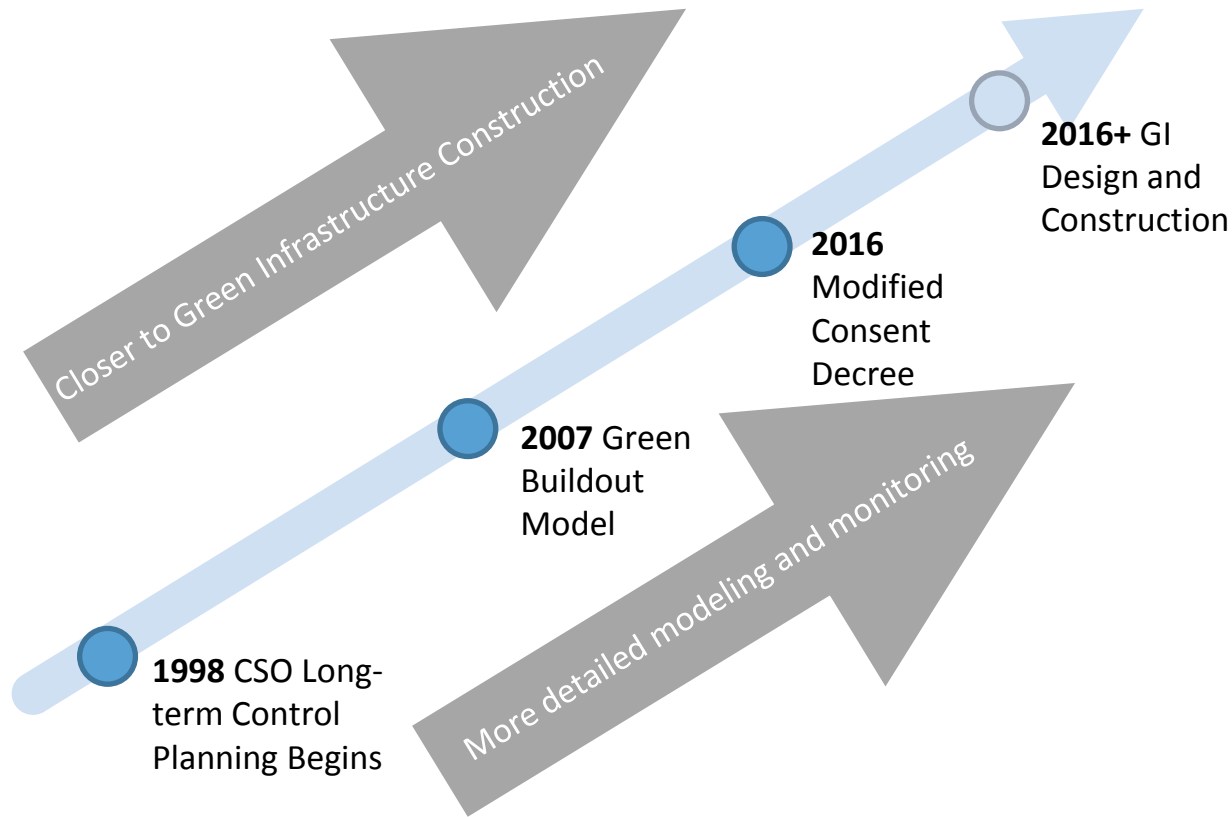 Closer to Green Infrastructure Construction
2016+ GI
Design and
Construction
2016
Modified
Consent
Decree
2007 Green
Buildout
Model
More detailed modeling and monitoring
1998 CSO Long-
term Control
Planning Begins